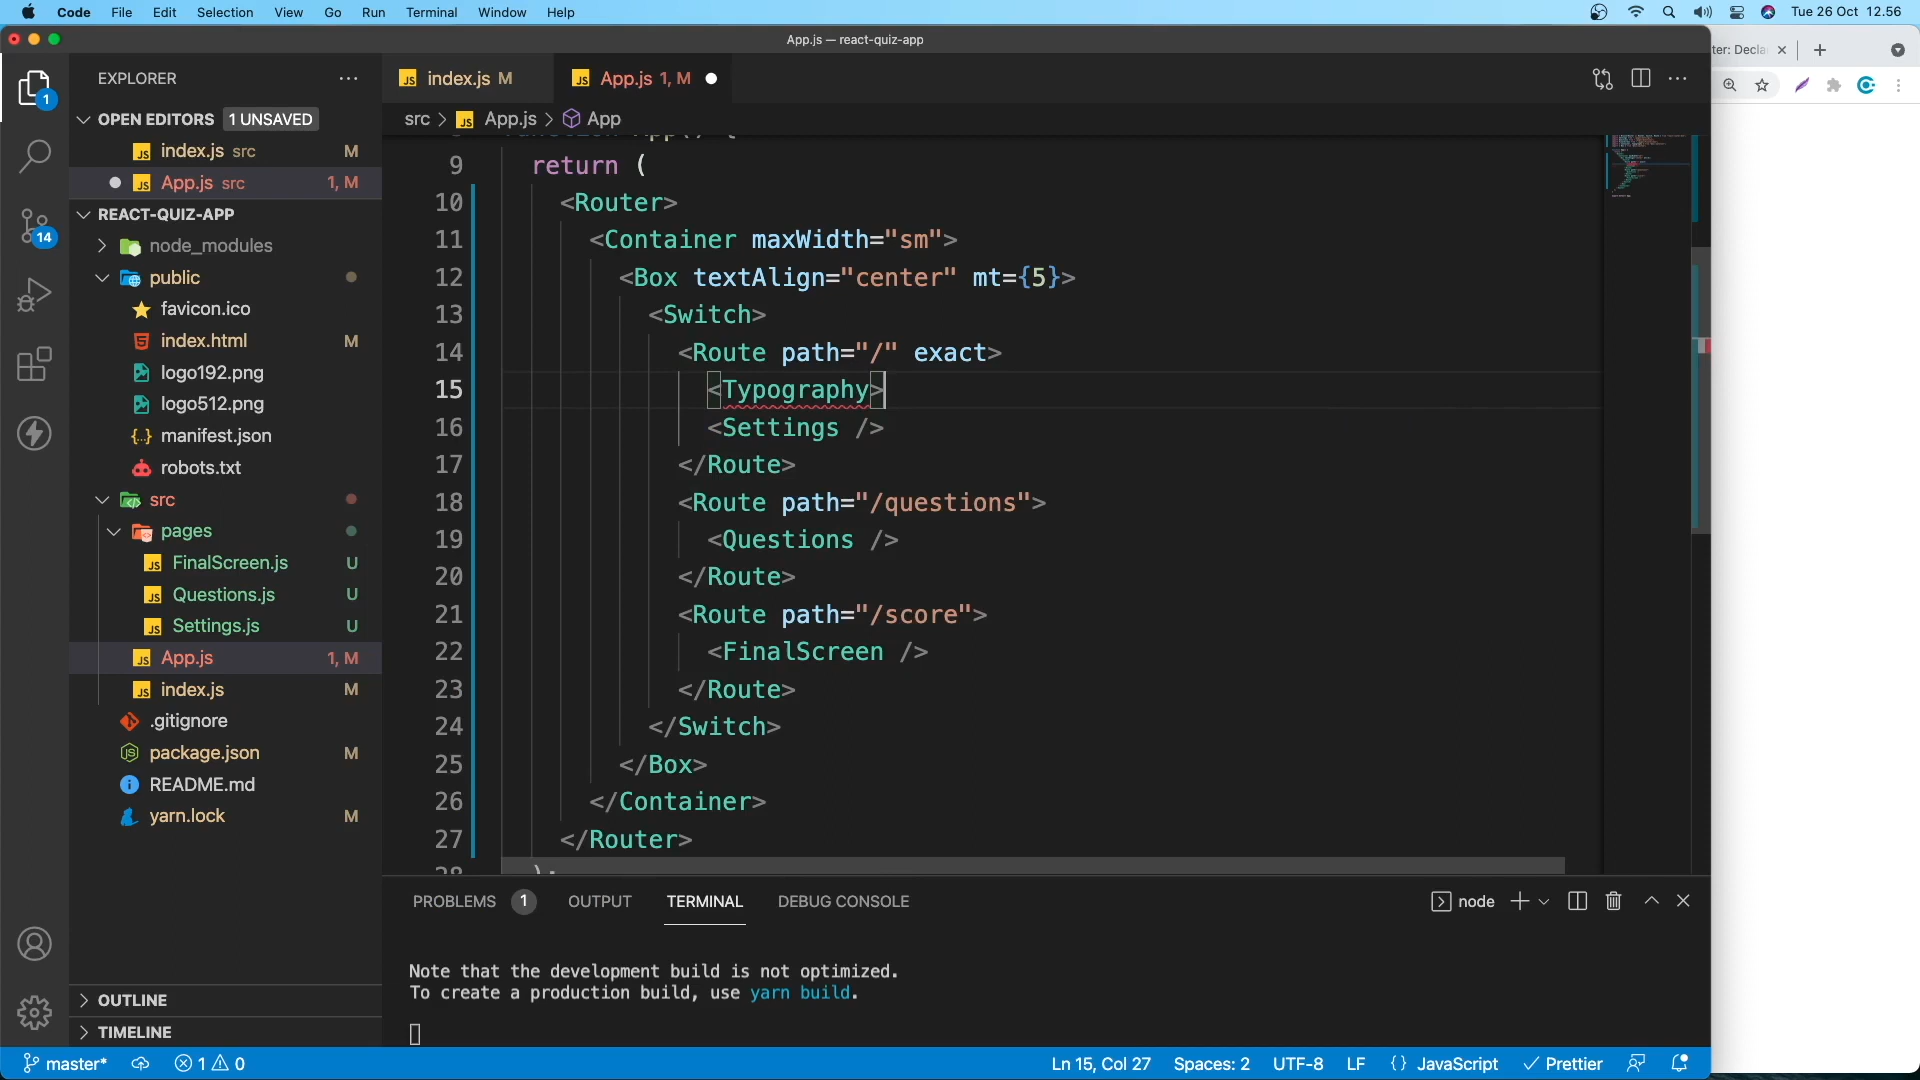 Code File Edit Selection View Go Run Terminal Window Help Tue 26 Oct 12.56
App.js — react-quiz-app
ter: Decla
EXPLORER
OPEN EDITORS 1 UNSAVED
index.js src M
App.js src 1, M
REACT-QUIZ-APP
node_modules
public
favicon.ico
index.html M
logo192.png
logo512.png
manifest.json
robots.txt
src
pages
FinalScreen.js U
Questions.js U
Settings.js U
App.js 1, M
index.js M
.gitignore
package.json M
README.md
yarn.lock M
OUTLINE
TIMELINE
1
14
index.js M App.js 1, M
src > App.js > App
9 return (
10 <Router>
11 <Container maxWidth="sm">
12 <Box textAlign="center" mt={5}>
13 <Switch>
14 <Route path="/" exact>
15 <Typography>
16 <Settings />
17 </Route>
18 <Route path="/questions">
19 <Questions />
20 </Route>
21 <Route path="/score">
22 <FinalScreen />
23 </Route>
24 </Switch>
25 </Box>
26 </Container>
27 </Router>
PROBLEMS 1 OUTPUT TERMINAL DEBUG CONSOLE node
Note that the development build is not optimized.
To create a production build, use yarn build.
master* 1 0 Ln 15, Col 27 Spaces: 2 UTF-8 LF {} JavaScript Prettier